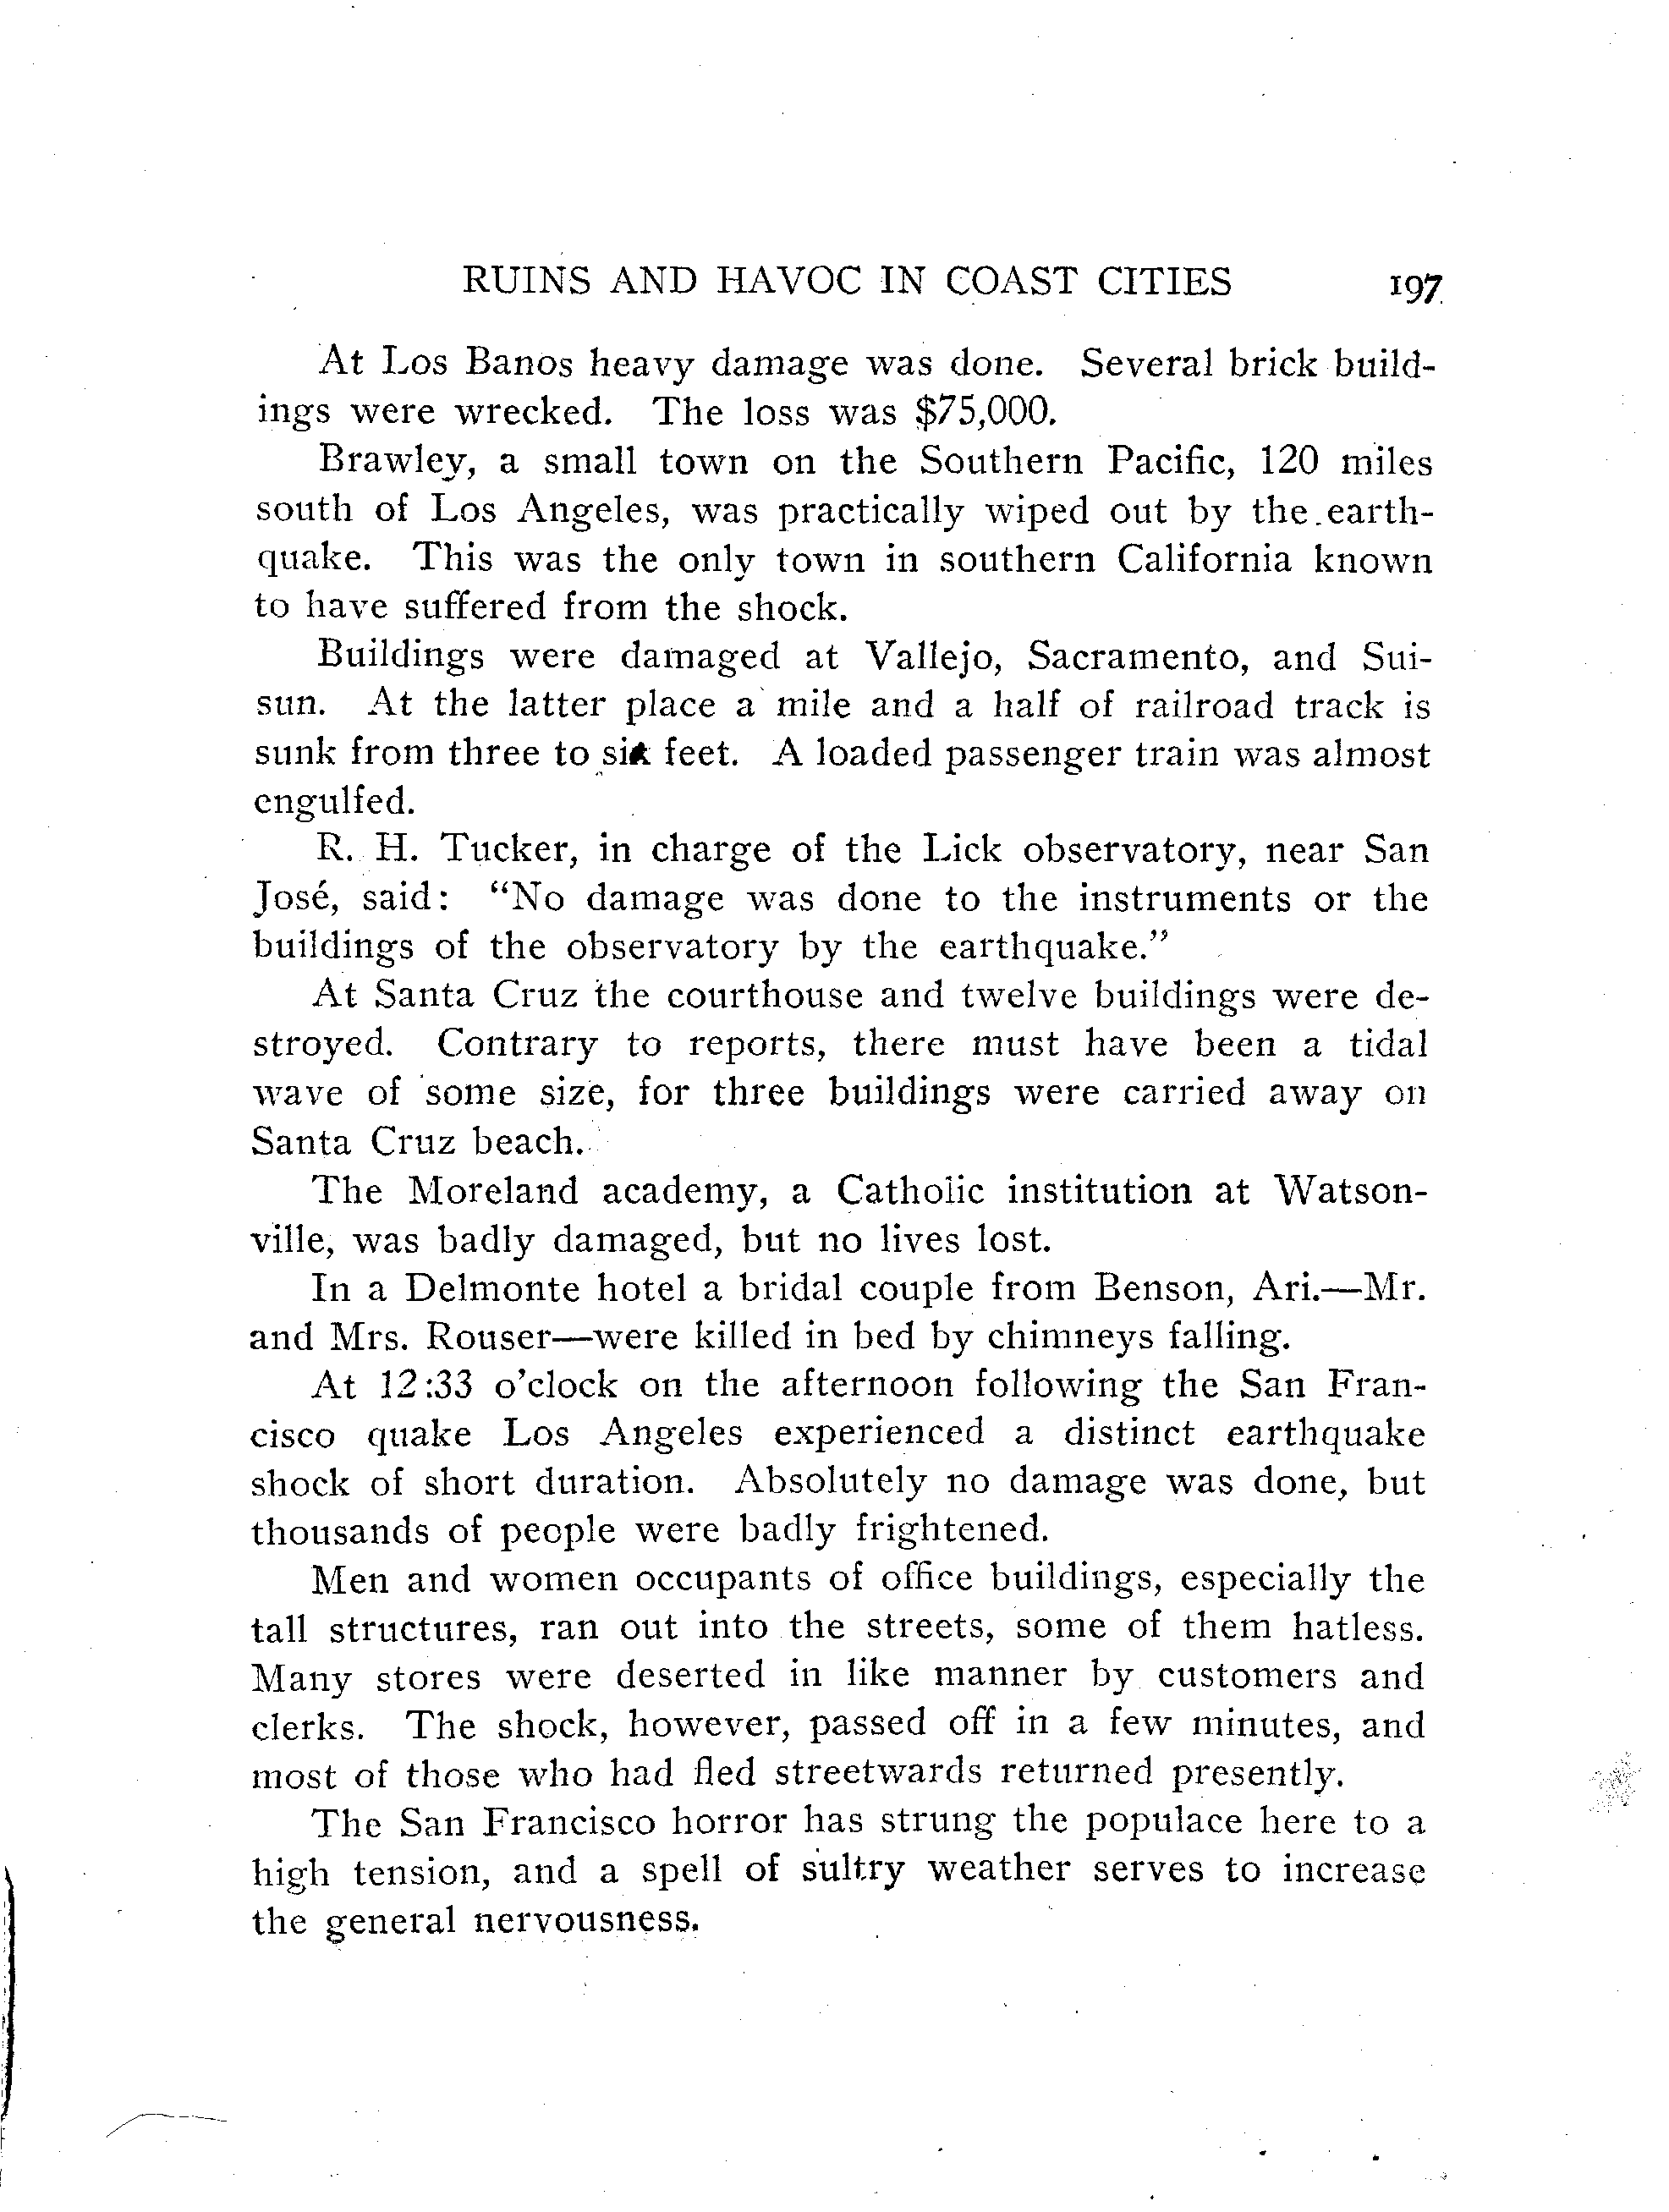 RUINS AND HAVOC IN COAST CITIES 197
At Los Banos heavy damage was done. Several brick build-
ings were wrecked. The loss was $75,000.
Brawley, a small town on the Southern Pacific, 120 miles
south of Los Angeles, was practically wiped out by the earth-
quake. This was the only town in southern California known
to have suffered from the shock.
Buildings were damaged at Vallejo, Sacramento, and Sui-
sun. At the latter place a mile and a half of railroad track is
sunk from three to six feet. A loaded passenger train was almost
engulfed.
R. H. Tucker, in charge of the Lick observatory, near San
José, said: "No damage was done to the instruments or the
buildings of the observatory by the earthquake."
At Santa Cruz the courthouse and twelve buildings were de-
stroyed. Contrary to reports, there must have been a tidal
wave of some size, for three buildings were carried away on
Santa Cruz beach.
The Moreland academy, a Catholic institution at Watson-
ville, was badly damaged, but no lives lost.
In a Delmonte hotel a bridal couple from Benson, Ari.—Mr.
and Mrs. Rouser—were killed in bed by chimneys falling.
At 12:33 o'clock on the afternoon following the San Fran-
cisco quake Los Angeles experienced a distinct earthquake
shock of short duration. Absolutely no damage was done, but
thousands of people were badly frightened.
Men and women occupants of office buildings, especially the
tall structures, ran out into the streets, some of them hatless.
Many stores were deserted in like manner by customers and
clerks. The shock, however, passed off in a few minutes, and
most of those who had fled streetwards returned presently.
The San Francisco horror has strung the populace here to a
high tension, and a spell of sultry weather serves to increase
the general nervousness.